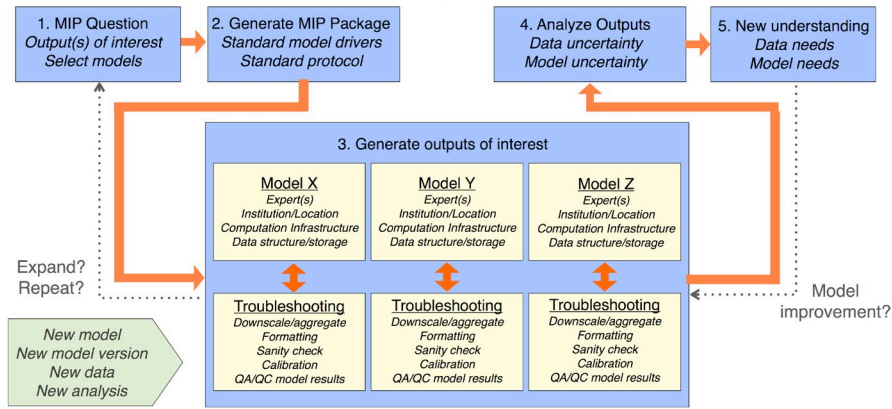 1. MIP Question
Output(s) of interest
Select models
2. Generate MIP Package
Standard model drivers
Standard protocol
4. Analyze Outputs
Data uncertainty
Model uncertainty
5. New understanding
Data needs
Model needs
3. Generate outputs of interest
Model X
Expert(s)
Institution/Location
Computation Infrastructure
Data structure/storage
Model Y
Expert(s)
Institution/Location
Computation Infrastructure
Data structure/storage
Model Z
Expert(s)
Institution/Location
Computation Infrastructure
Data structure/storage
Troubleshooting
Downscale/aggregate
Formatting
Sanity check
Calibration
QA/QC model results
Troubleshooting
Downscale/aggregate
Formatting
Sanity check
Calibration
QA/QC model results
Troubleshooting
Downscale/aggregate
Formatting
Sanity check
Calibration
QA/QC model results
Expand?
Repeat?
Model
improvement?
New model
New model version
New data
New analysis